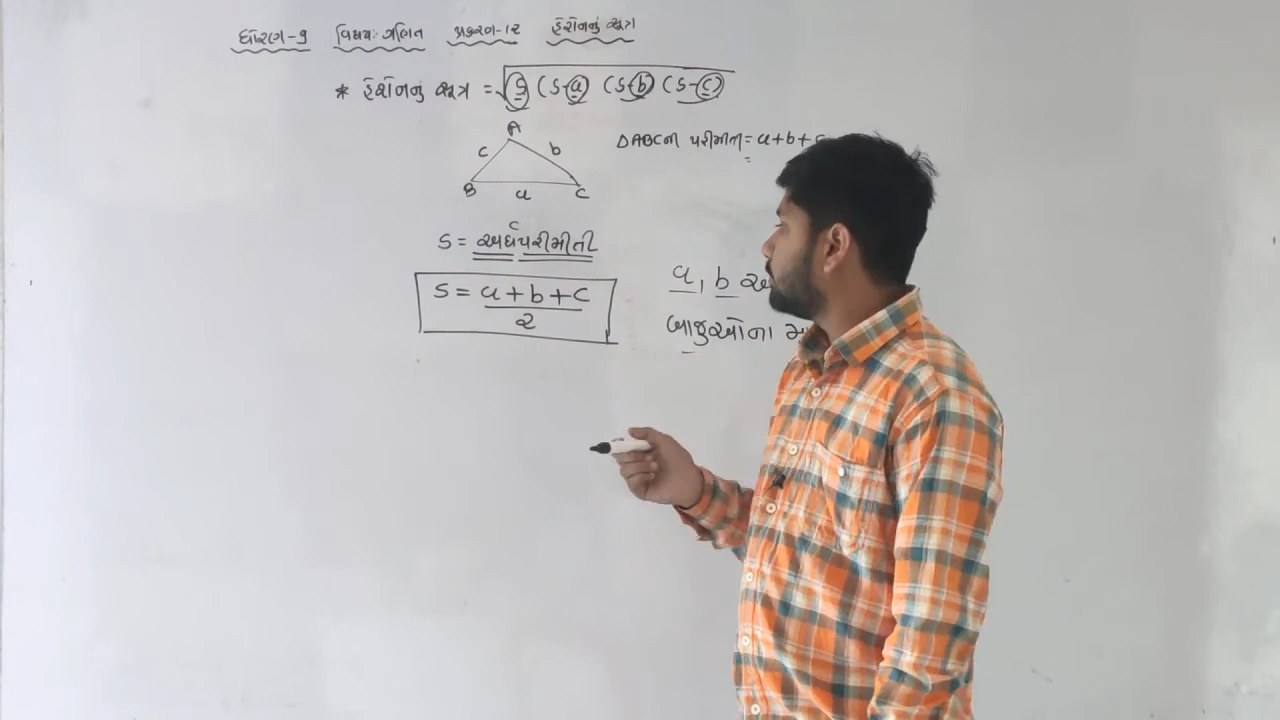 ધોરણ-9 વિષય: ગણિત પ્રકરણ-12 હેરોનનું સૂત્ર
* હેરોનનું સૂત્ર = √s (s-a) (s-b) (s-c)
A
ΔABCની પરીમીતી = a+b+c
c b
B a C
s = અર્ધપરીમીતી
s = a+b+c
2
a, b
બાજુઓના